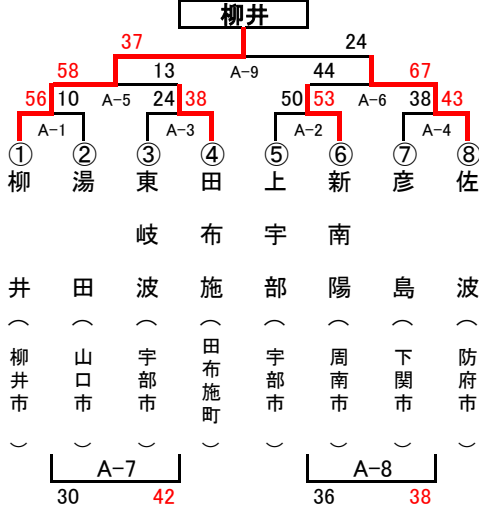 柳井
37 24
58 13 A-9 44 67
56 10 A-5 24 38 50 53 A-6 38 43
A-1 A-3 A-2 A-4
① ② ③ ④ ⑤ ⑥ ⑦ ⑧
柳井（柳井市）
湯田（山口市）
東岐波（宇部市）
田布施（田布施町）
上宇部（宇部市）
新南陽（周南市）
彦島（下関市）
佐波（防府市）
A-7 A-8
30 42 36 38